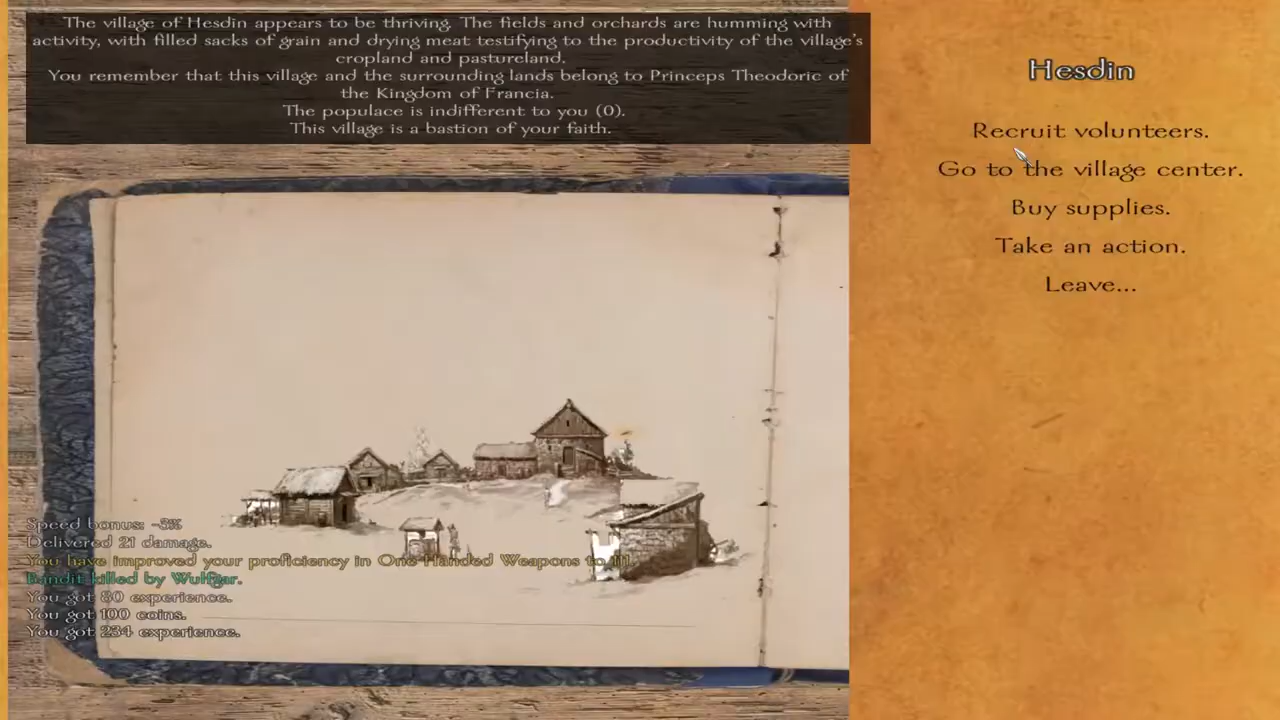 The village of Hesdin appears to be thriving. The fields and orchards are humming with
activity, with filled sacks of grain and drying meat testifying to the productivity of the village's
cropland and pastureland.
You remember that this village and the surrounding lands belong to Princeps Theodoric of
the Kingdom of Francia.
The populace is indifferent to you (0).
This village is a bastion of your faith.
Hesdin
Recruit volunteers.
Go to the village center.
Buy supplies.
Take an action.
Leave...
Speed bonus: -3%
Delivered 21 damage.
You have improved your proficiency in One Handed Weapons to
Bandit killed by Wulfgar.
You got 80 experience.
You got 100 coins.
You got 234 experience.